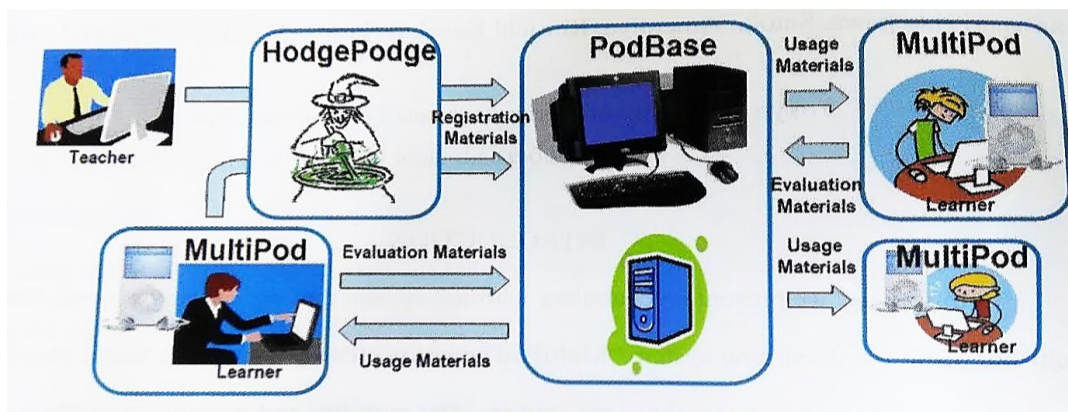 HodgePodge
PodBase
Usage
Materials
MultiPod
Registration
Materials
Teacher
Evaluation
Materials
Learner
MultiPod
Evaluation Materials
Usage
Materials
MultiPod
Learner
Usage Materials
Learner